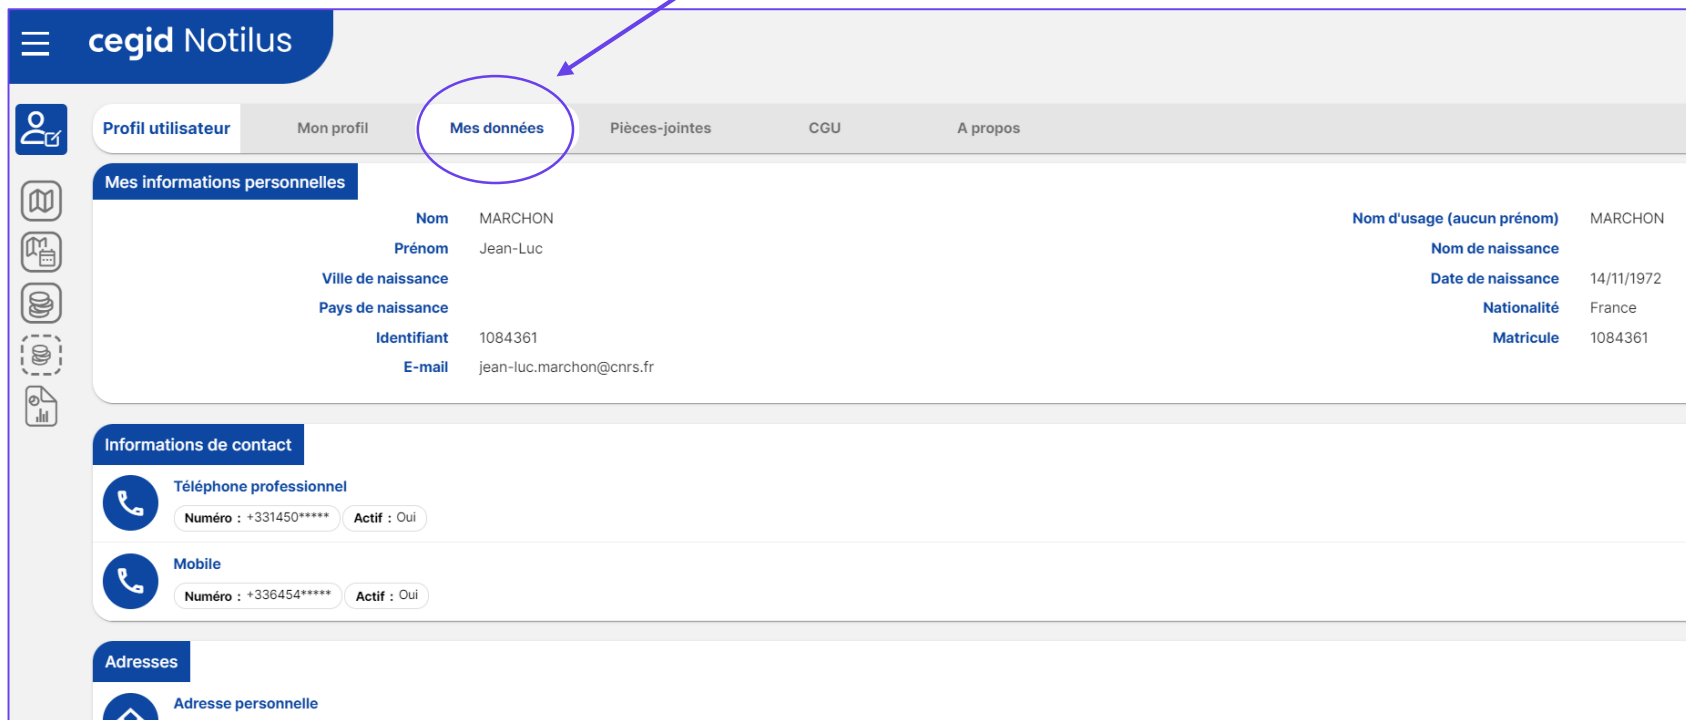 cegid Notilus
Profil utilisateur Mon profil Mes données Pièces-jointes CGU A propos
Mes informations personnelles
Nom MARCHON Nom d'usage (aucun prénom) MARCHON
Prénom Jean-Luc Nom de naissance
Ville de naissance Date de naissance 14/11/1972
Pays de naissance Nationalité France
Identifiant 1084361 Matricule 1084361
E-mail jean-luc.marchon@cnrs.fr
Informations de contact
Téléphone professionnel
Numéro : +331450***** Actif : Oui
Mobile
Numéro : +336454***** Actif : Oui
Adresses
Adresse personnelle